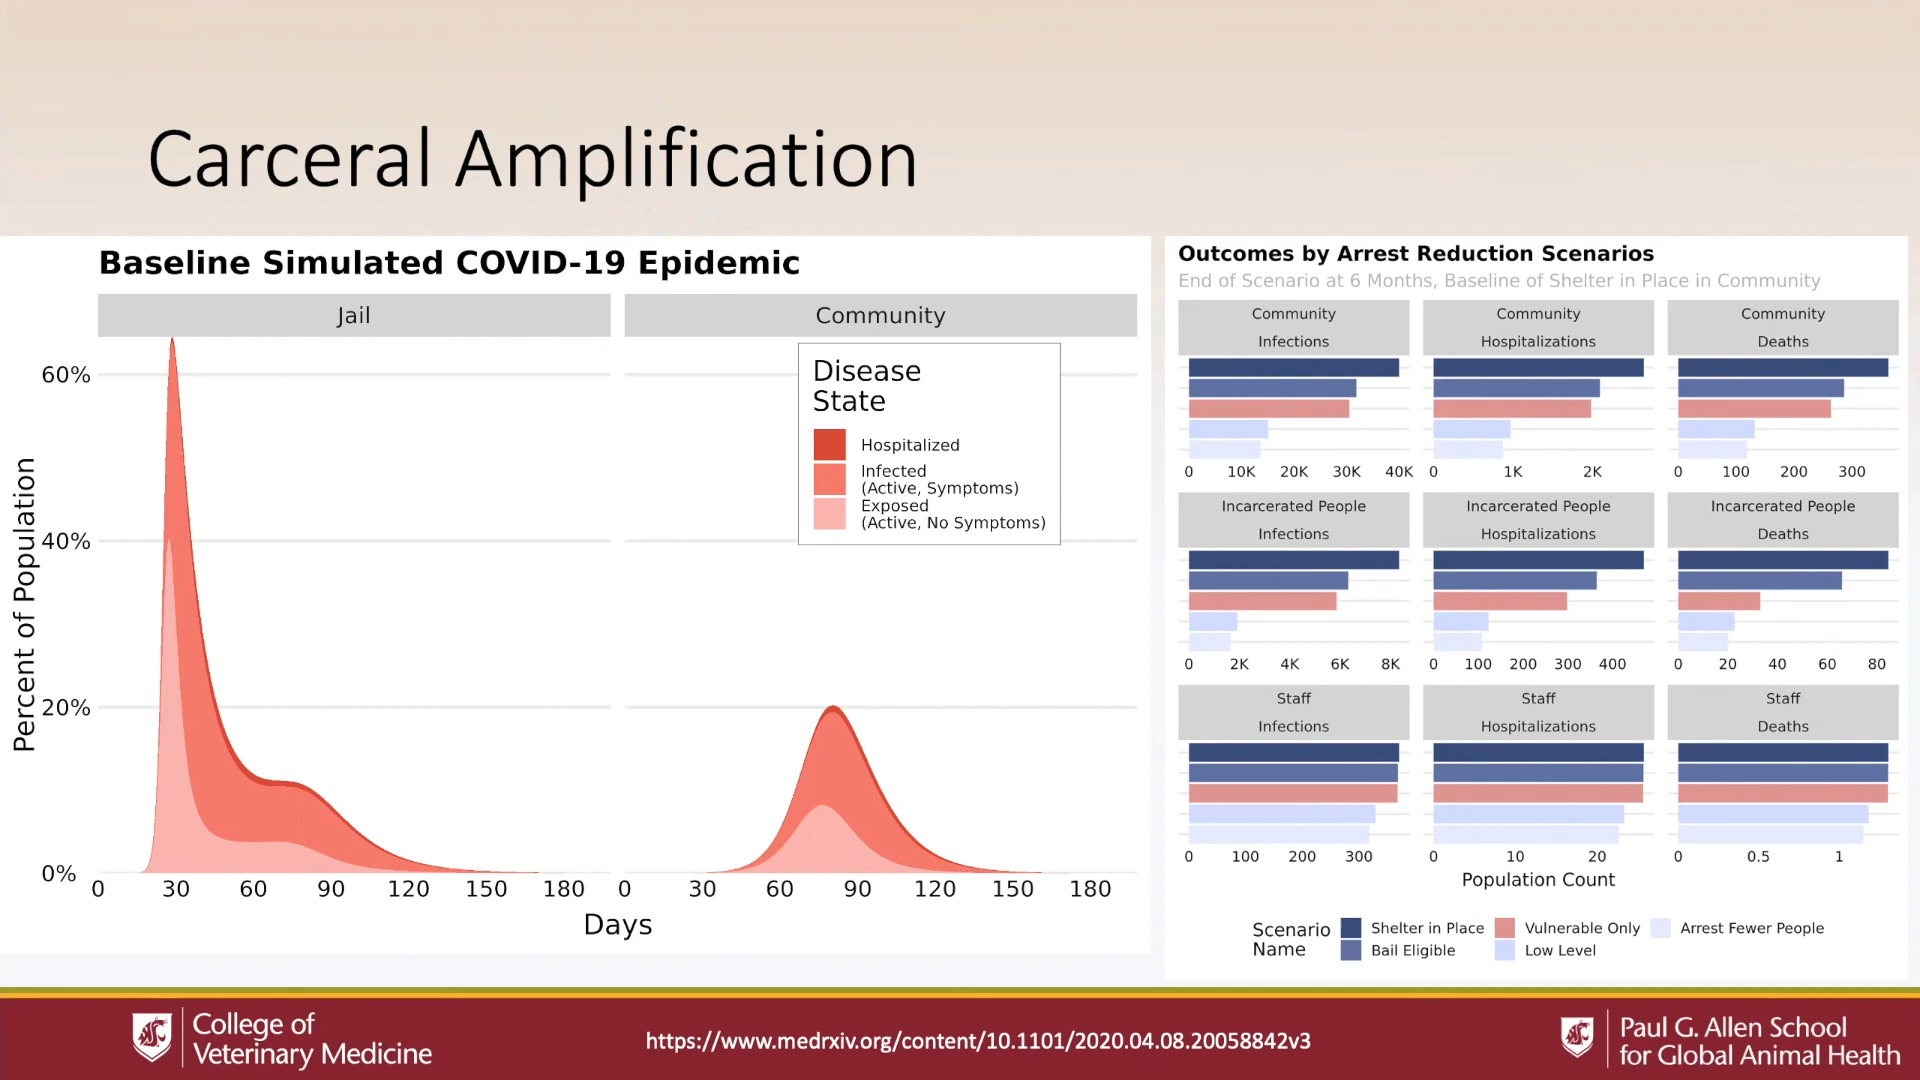 Carceral Amplification
Baseline Simulated COVID-19 Epidemic
Jail
Community
Disease
State
Hospitalized
Infected
(Active, Symptoms)
Exposed
(Active, No Symptoms)
Percent of Population
60%
40%
20%
0%
0 30 60 90 120 150 180
0 30 60 90 120 150 180
Days
Outcomes by Arrest Reduction Scenarios
End of Scenario at 6 Months, Baseline of Shelter in Place in Community
Community
Infections
0 10K 20K 30K 40K
Community
Hospitalizations
0 1K 2K
Community
Deaths
0 100 200 300
Incarcerated People
Infections
0 2K 4K 6K 8K
Incarcerated People
Hospitalizations
0 100 200 300 400
Incarcerated People
Deaths
0 20 40 60 80
Staff
Infections
0 100 200 300
Staff
Hospitalizations
0 10 20
Staff
Deaths
0 0.5 1
Population Count
Scenario
Name
Shelter in Place
Bail Eligible
Vulnerable Only
Low Level
Arrest Fewer People
College of
Veterinary Medicine
https://www.medrxiv.org/content/10.1101/2020.04.08.20058842v3
Paul G. Allen School
for Global Animal Health